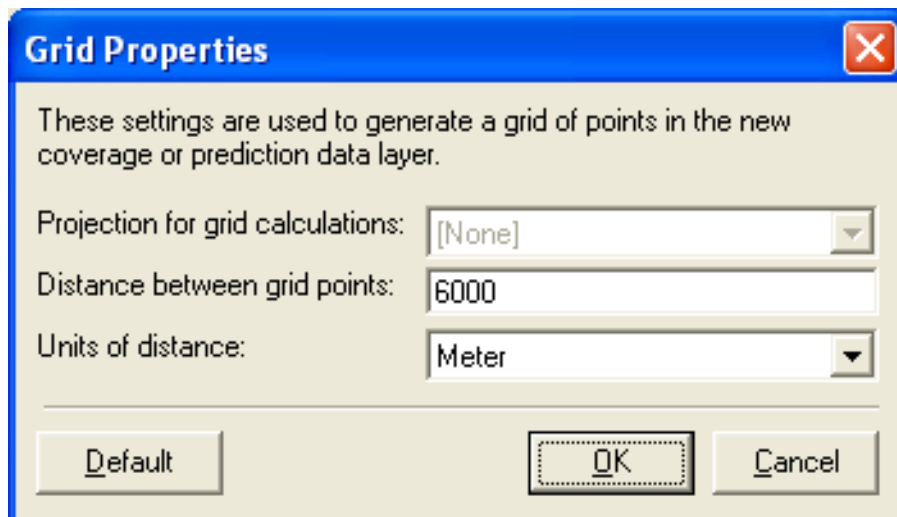 Grid Properties
These settings are used to generate a grid of points in the new
coverage or prediction data layer.
Projection for grid calculations: [None]
Distance between grid points: 6000
Units of distance: Meter
Default OK Cancel